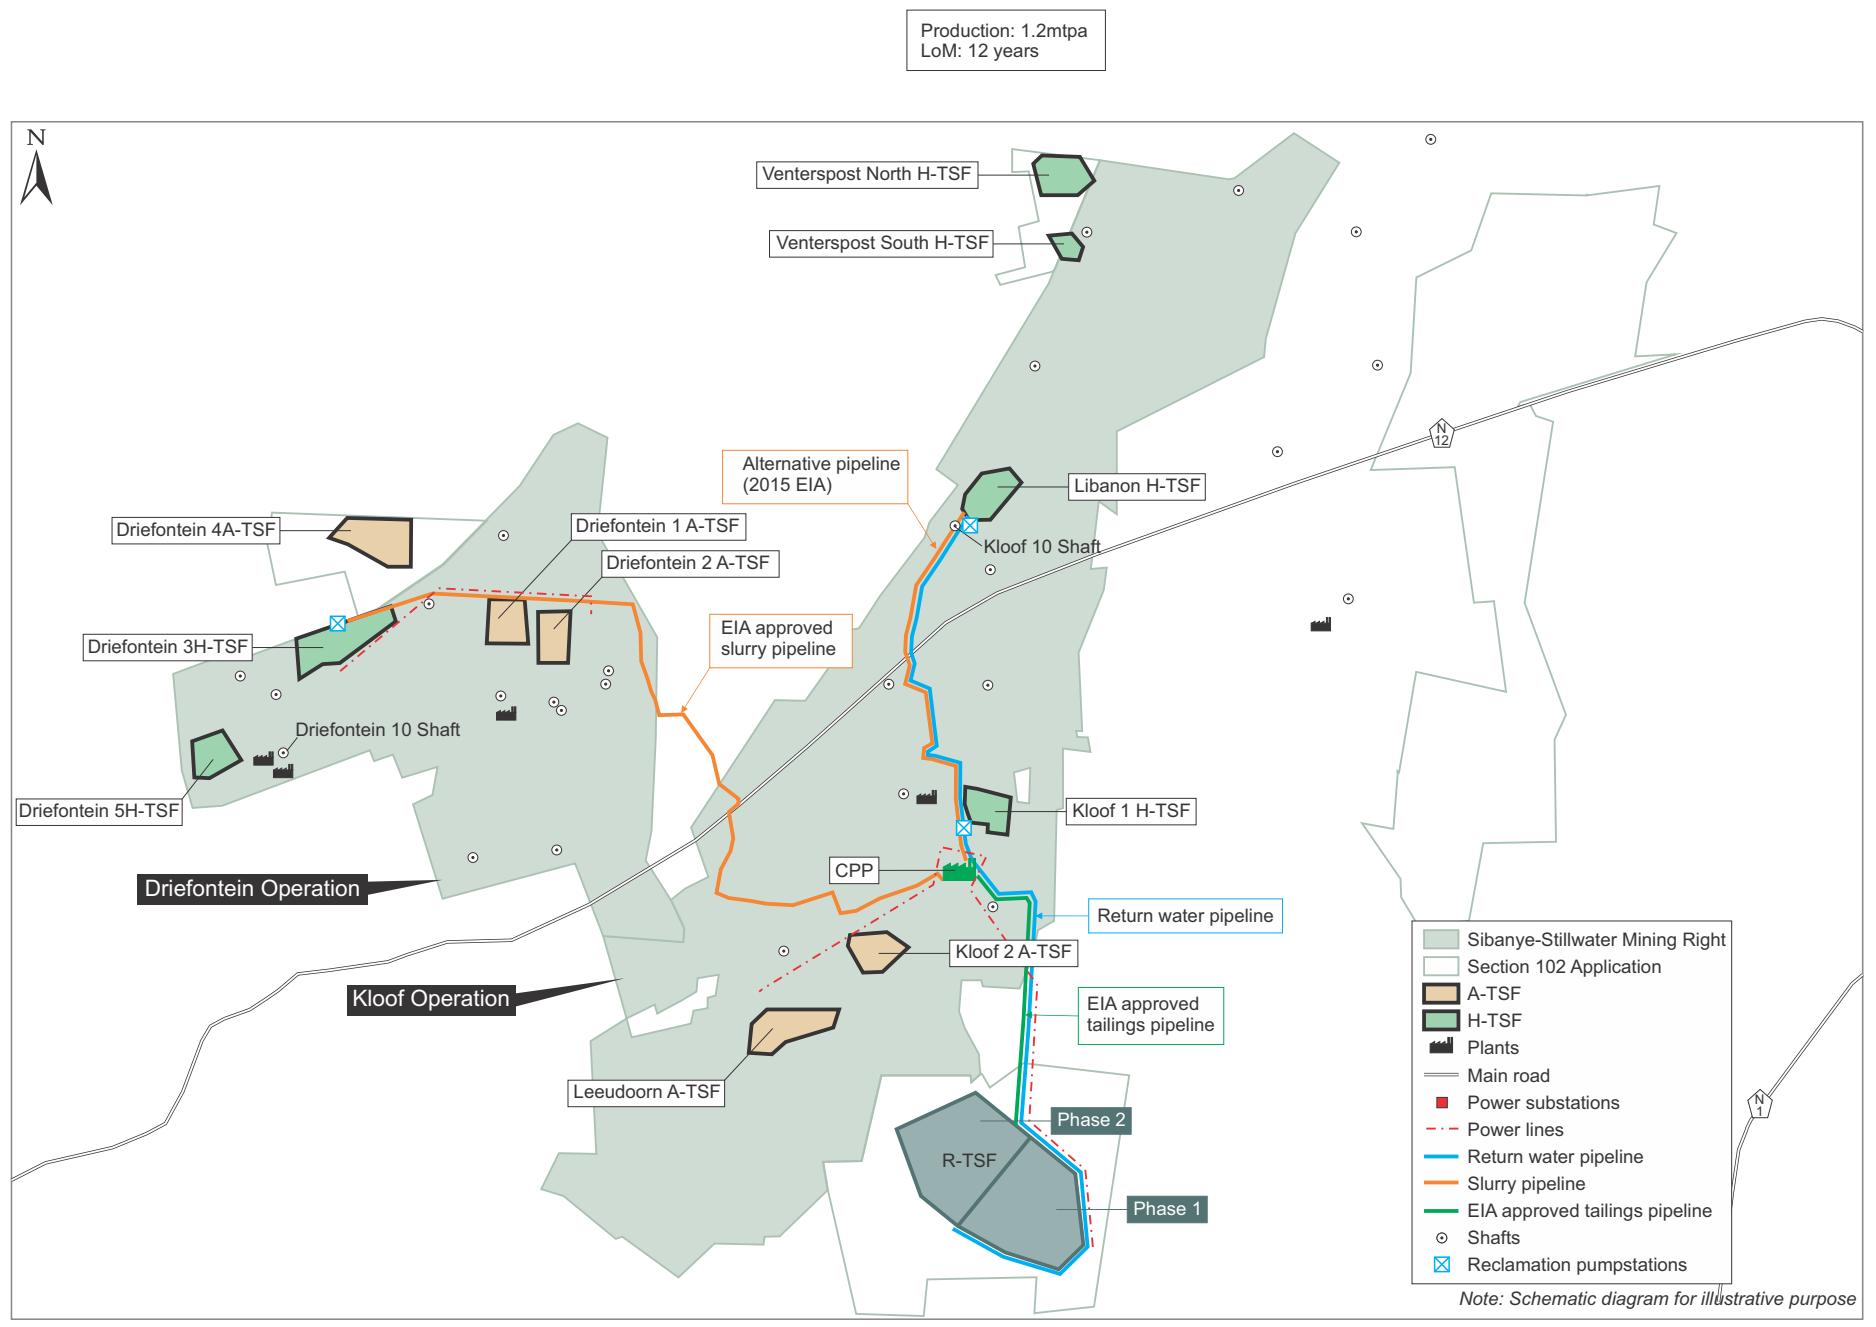 Production: 1.2mtpa
LoM: 12 years
N
Venterspost North H-TSF
Venterspost South H-TSF
N
12
Alternative pipeline
(2015 EIA)
Libanon H-TSF
Kloof 10 Shaft
Driefontein 4A-TSF
Driefontein 1 A-TSF
Driefontein 2 A-TSF
EIA approved
slurry pipeline
Driefontein 3H-TSF
Driefontein 10 Shaft
Driefontein 5H-TSF
Kloof 1 H-TSF
CPP
Driefontein Operation
Return water pipeline
Kloof 2 A-TSF
Kloof Operation
EIA approved
tailings pipeline
Leeudoorn A-TSF
Phase 2
R-TSF
Phase 1
N
1
Sibanye-Stillwater Mining Right
Section 102 Application
A-TSF
H-TSF
Plants
Main road
Power substations
Power lines
Return water pipeline
Slurry pipeline
EIA approved tailings pipeline
Shafts
Reclamation pumpstations
Note: Schematic diagram for illustrative purpose